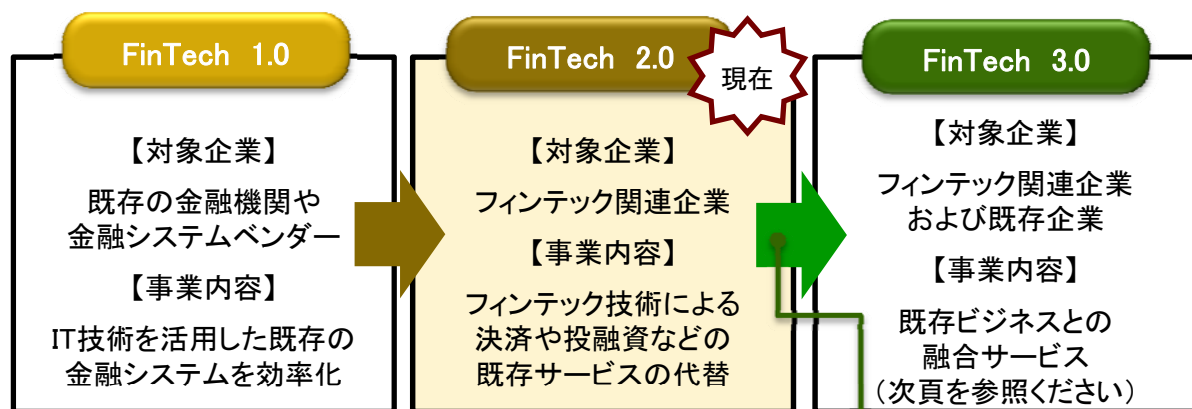 FinTech 1.0
【対象企業】
既存の金融機関や
金融システムベンダー
【事業内容】
IT技術を活用した既存の
金融システムを効率化
FinTech 2.0
現在
【対象企業】
フィンテック関連企業
【事業内容】
フィンテック技術による
決済や投融資などの
既存サービスの代替
FinTech 3.0
【対象企業】
フィンテック関連企業
および既存企業
【事業内容】
既存ビジネスとの
融合サービス
（次頁を参照ください）